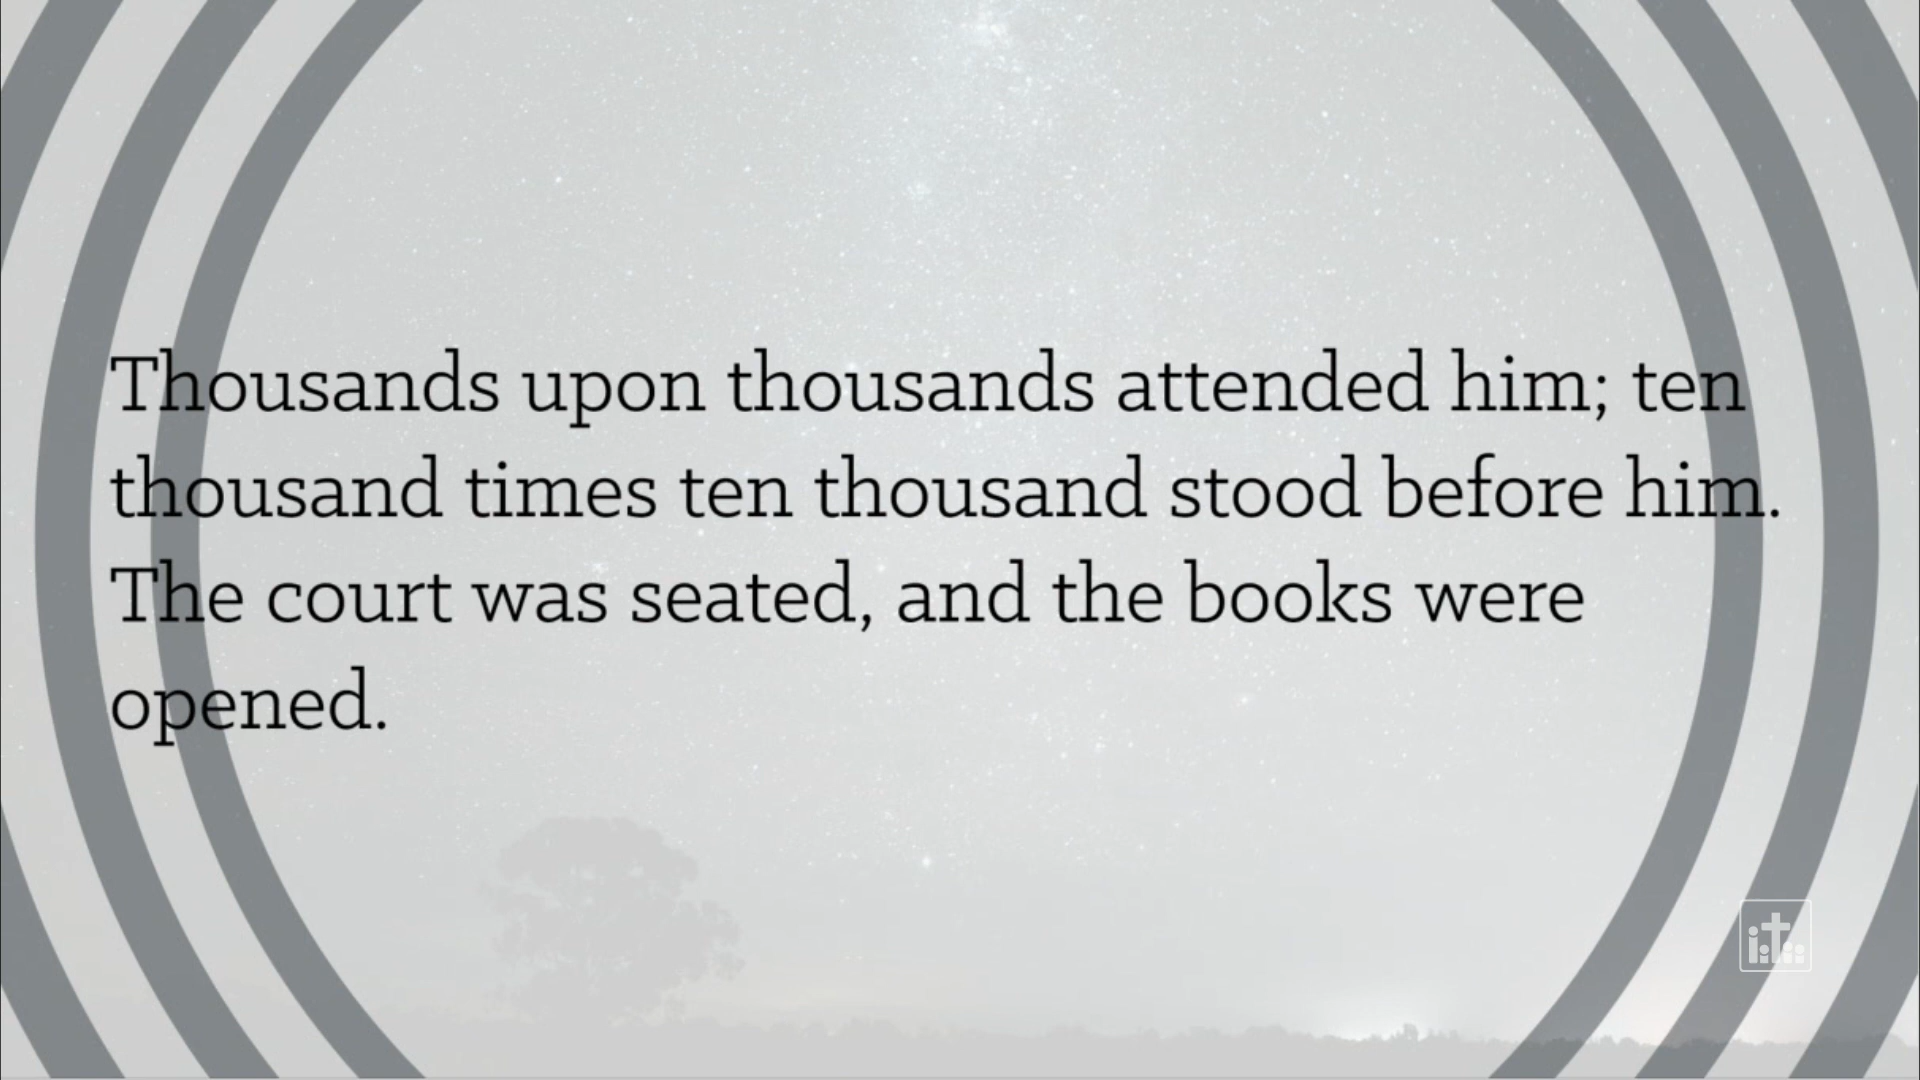 Thousands upon thousands attended him; ten
thousand times ten thousand stood before him.
The court was seated, and the books were
opened.